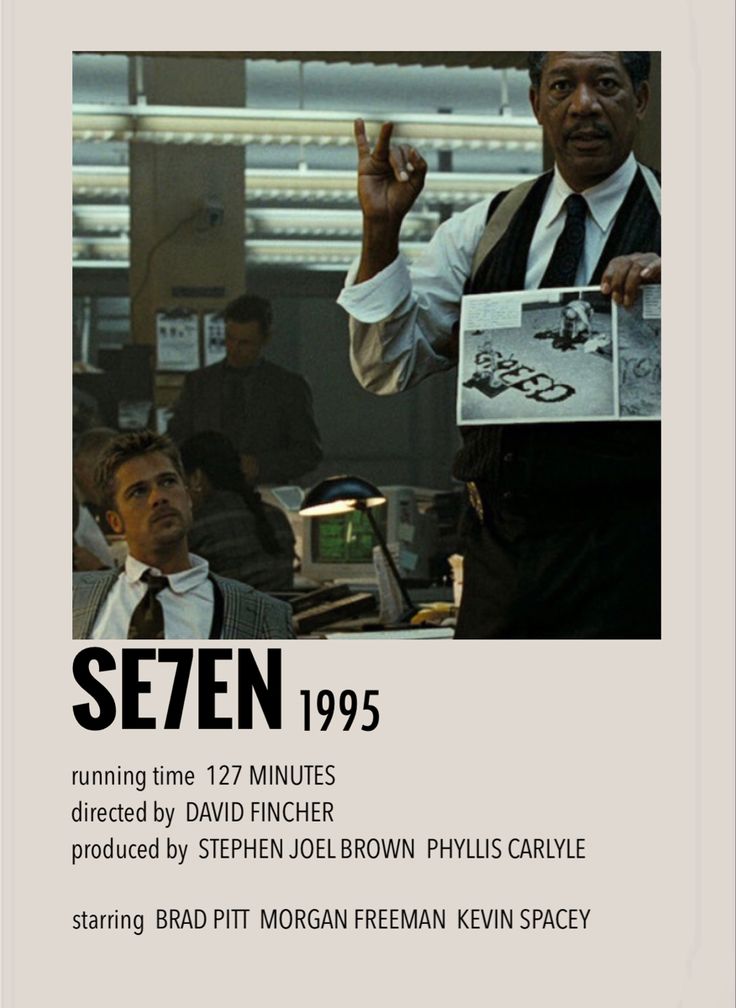 GREED
SE7EN 1995
running time 127 MINUTES
directed by DAVID FINCHER
produced by STEPHEN JOEL BROWN PHYLLIS CARLYLE
starring BRAD PITT MORGAN FREEMAN KEVIN SPACEY